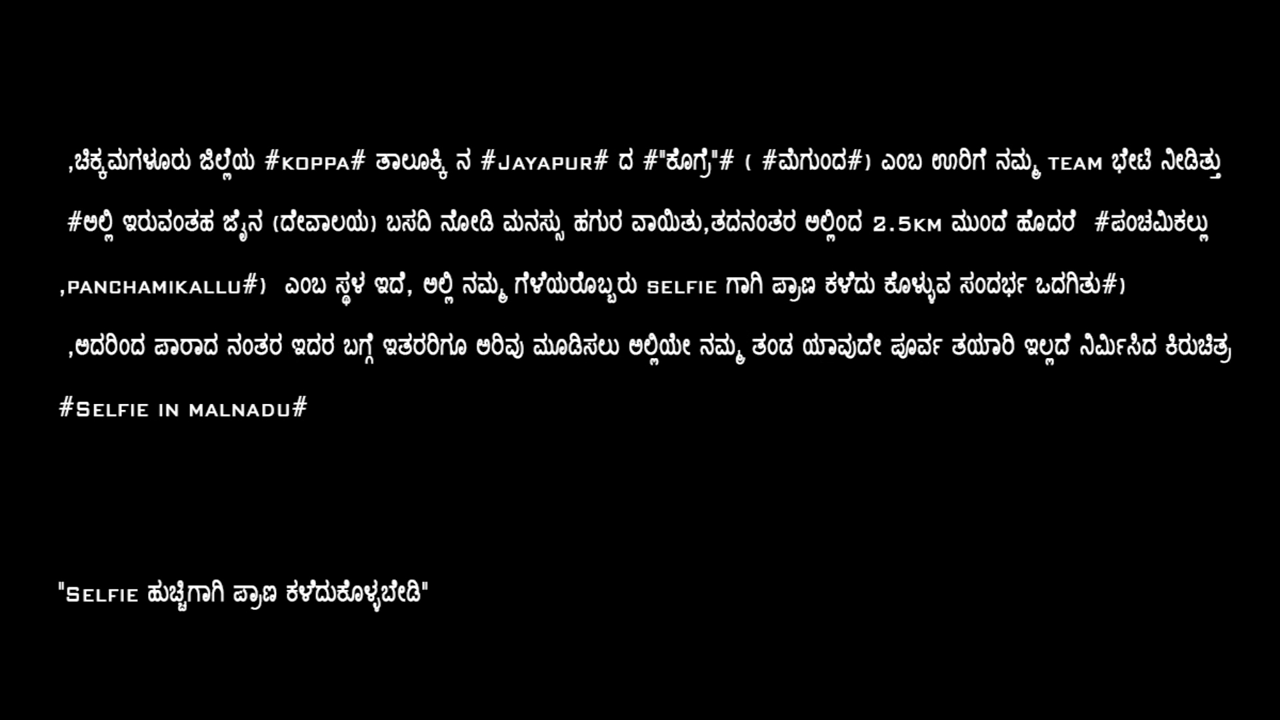 ,ಚಿಕ್ಕಮಗಳೂರು ಜಿಲ್ಲೆಯ #KOPPA# ತಾಲೂಕ್ಕಿ ನ #JAYAPUR# ದ #"ಕೊಗ್ರೆ"# ( #ಮೆಗುಂದ#) ಎಂಬ ಊರಿಗೆ ನಮ್ಮ TEAM ಭೇಟಿ ನೀಡಿತ್ತು
#ಅಲ್ಲಿ ಇರುವಂತಹ ಜೈನ (ದೇವಾಲಯ) ಬಸದಿ ನೋಡಿ ಮನಸ್ಸು ಹಗುರ ವಾಯಿತು,ತದನಂತರ ಅಲ್ಲಿಂದ 2.5KM ಮುಂದೆ ಹೊದರೆ #ಪಂಚಮಿಕಲ್ಲು
,PANCHAMIKALLU#) ಎಂಬ ಸ್ಥಳ ಇದೆ, ಅಲ್ಲಿ ನಮ್ಮ ಗೆಳೆಯರೊಬ್ಬರು SELFIE ಗಾಗಿ ಪ್ರಾಣ ಕಳೆದು ಕೊಳ್ಳುವ ಸಂದರ್ಭ ಒದಗಿತು#)
,ಅದರಿಂದ ಪಾರಾದ ನಂತರ ಇದರ ಬಗ್ಗೆ ಇತರರಿಗೂ ಅರಿವು ಮೂಡಿಸಲು ಅಲ್ಲಿಯೇ ನಮ್ಮ ತಂಡ ಯಾವುದೇ ಪೂರ್ವ ತಯಾರಿ ಇಲ್ಲದೆ ನಿರ್ಮಿಸಿದ ಕಿರುಚಿತ್ರ
#SELFIE IN MALNADU#
"SELFIE ಹುಚ್ಚಿಗಾಗಿ ಪ್ರಾಣ ಕಳೆದುಕೊಳ್ಳಬೇಡಿ"